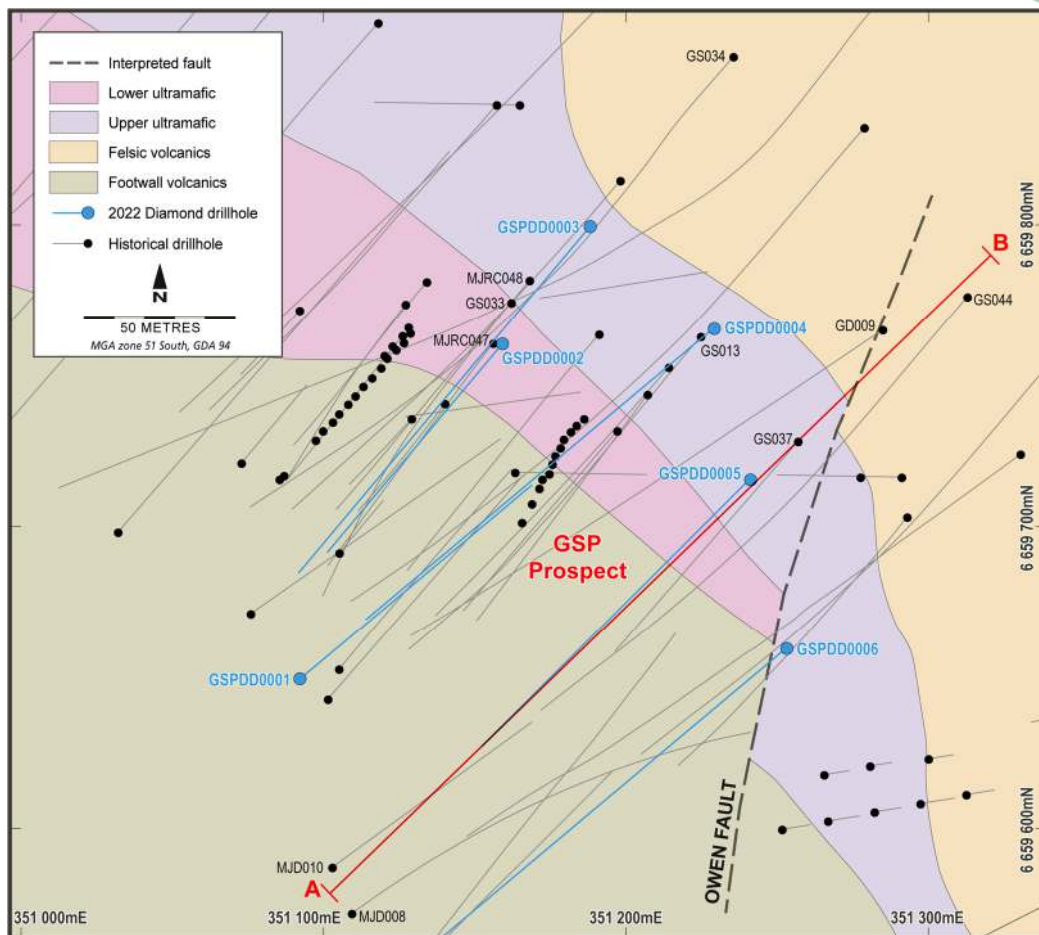 Interpreted fault
Lower ultramafic
Upper ultramafic
Felsic volcanics
Footwall volcanics
2022 Diamond drillhole
Historical drillhole
N
50 METRES
MGA zone 51 South, GDA 94
GS034
GSPDD0003
6 659 800mN
B
MJRC048
GS033
GS044
GSPDD0004
GD009
MJRC047
GSPDD0002
GS013
GS037
GSPDD0005
6 659 700mN
GSP
Prospect
GSPDD0006
GSPDD0001
6 659 600mN
OWEN FAULT
MJD010
A
MJD008
351 000mE
351 100mE
351 200mE
351 300mE